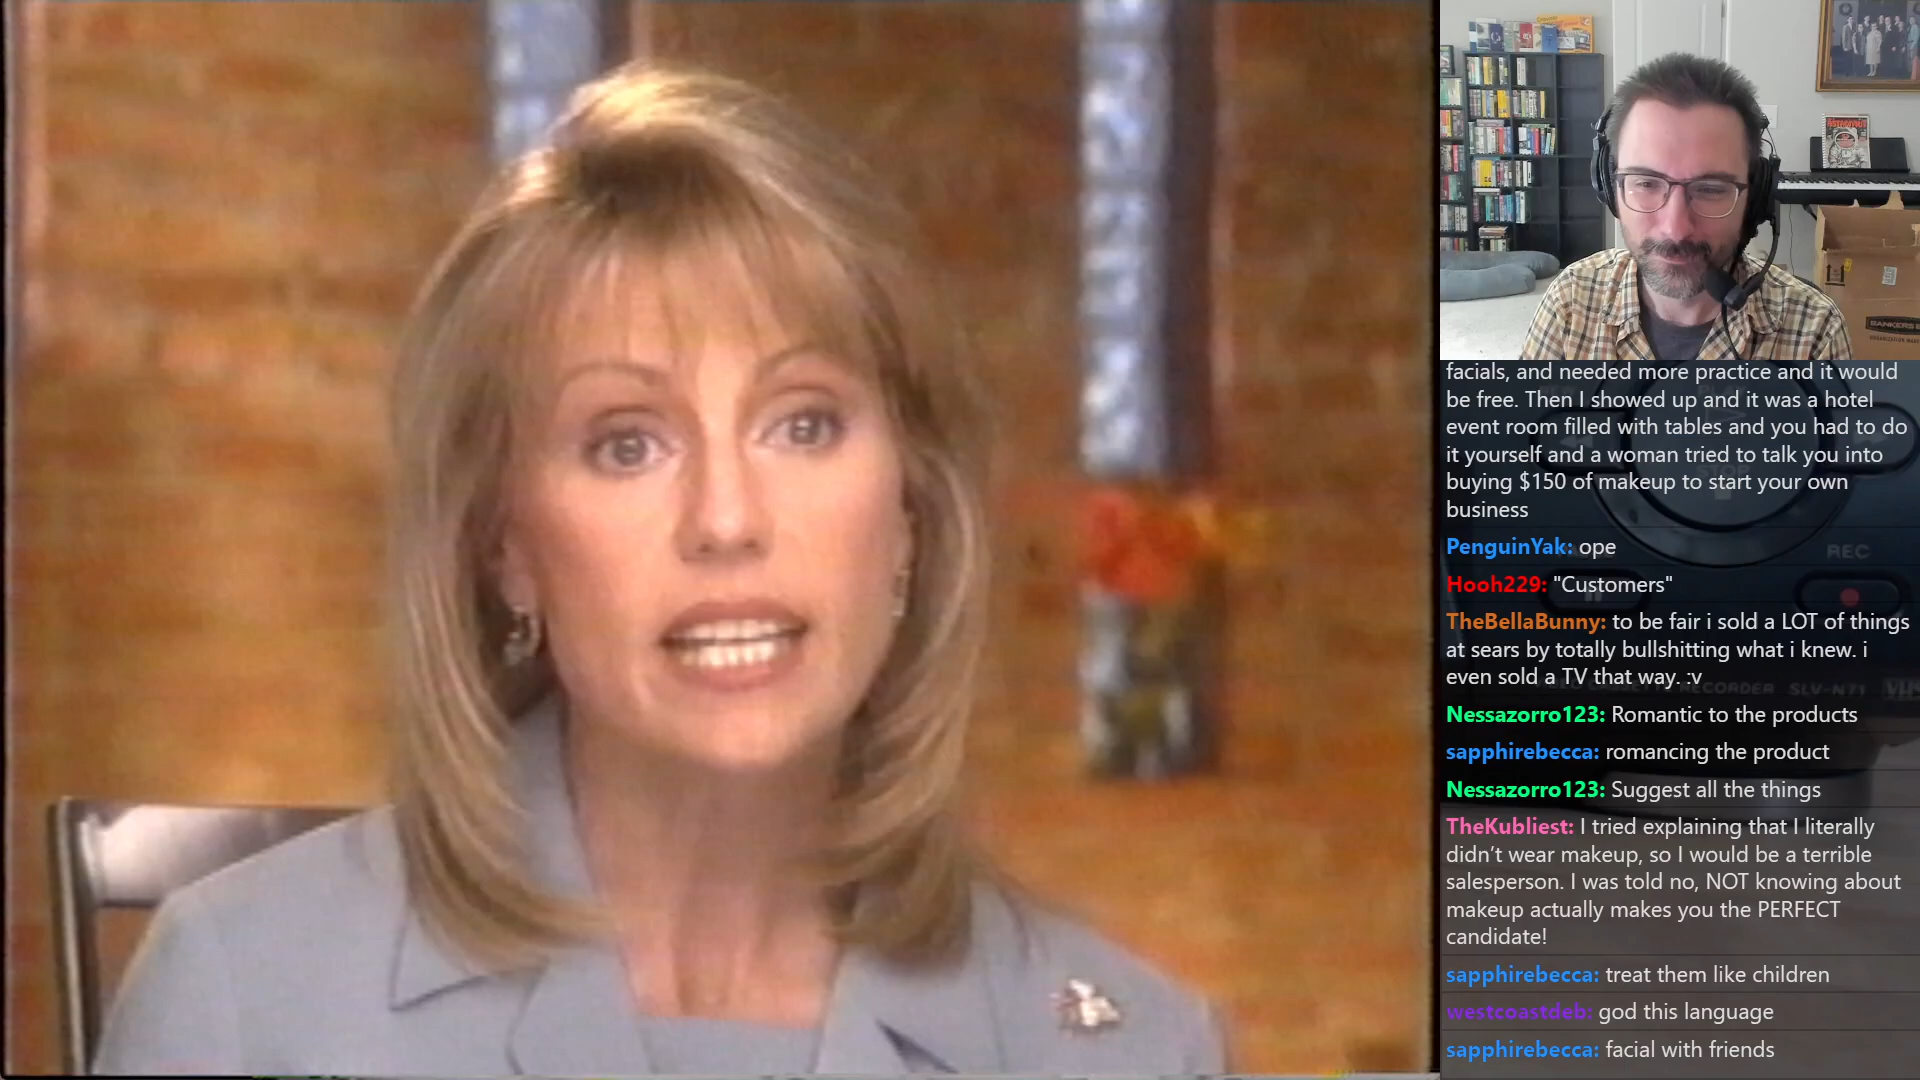 BANKERS B
facials, and needed more practice and it would
be free. Then I showed up and it was a hotel
event room filled with tables and you had to do
it yourself and a woman tried to talk you into
buying $150 of makeup to start your own
business
PenguinYak: ope
REC
Hooh229: "Customers"
TheBellaBunny: to be fair i sold a LOT of things
at sears by totally bullshitting what i knew. i
even sold a TV that way. :v
RECORDER SLV-N71 VHS
Nessazorro123: Romantic to the products
sapphirebecca: romancing the product
Nessazorro123: Suggest all the things
TheKubliest: I tried explaining that I literally
didn’t wear makeup, so I would be a terrible
salesperson. I was told no, NOT knowing about
makeup actually makes you the PERFECT
candidate!
sapphirebecca: treat them like children
westcoastdeb: god this language
sapphirebecca: facial with friends